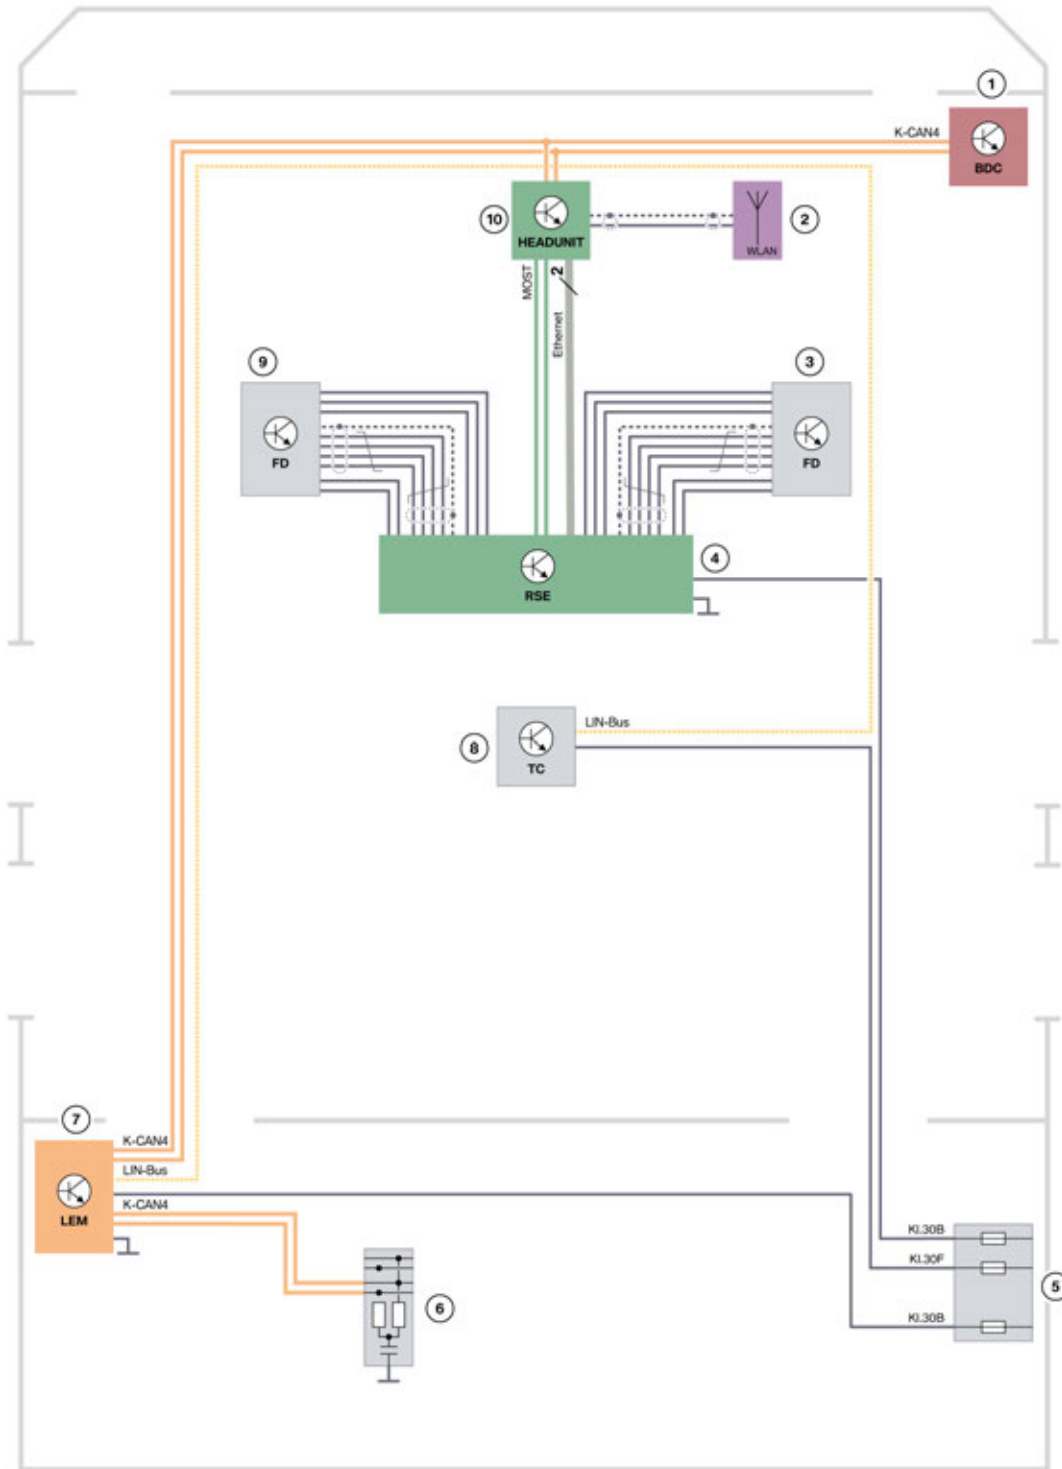 1
K-CAN4
BDC
10
HEADUNIT
2
WLAN
MOST
2
Ethernet
9
3
FD
FD
4
RSE
LIN-Bus
8
TC
7
K-CAN4
LIN-Bus
K-CAN4
LEM
Kl.30B
Kl.30F
5
6
Kl.30B